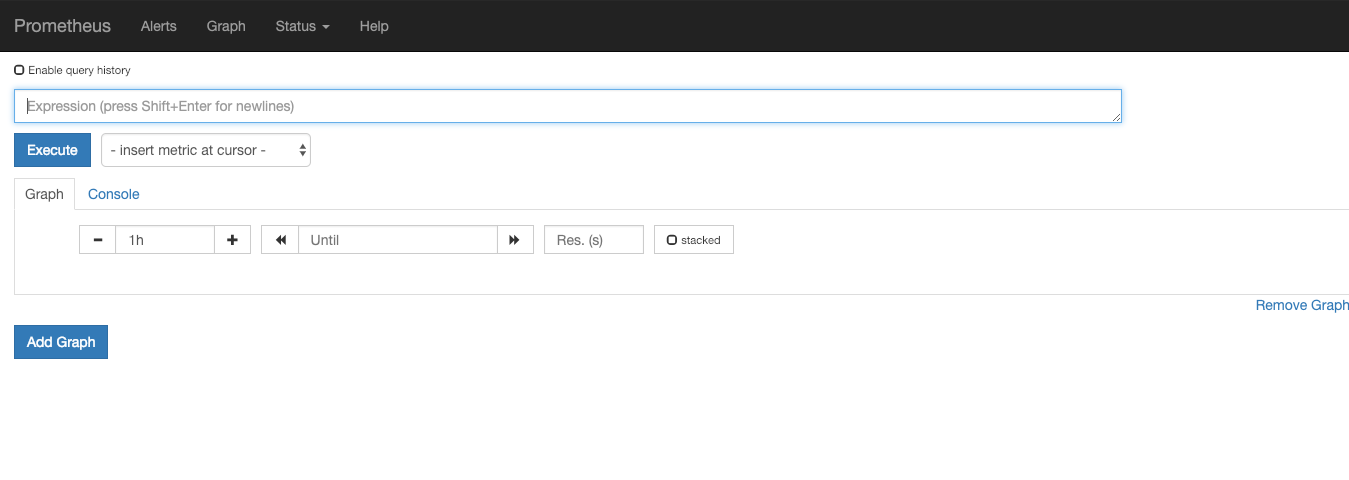 Prometheus Alerts Graph Status Help
Enable query history
Expression (press Shift+Enter for newlines)
Execute - insert metric at cursor -
Graph Console
1h Until Res. (s) stacked
Remove Graph
Add Graph